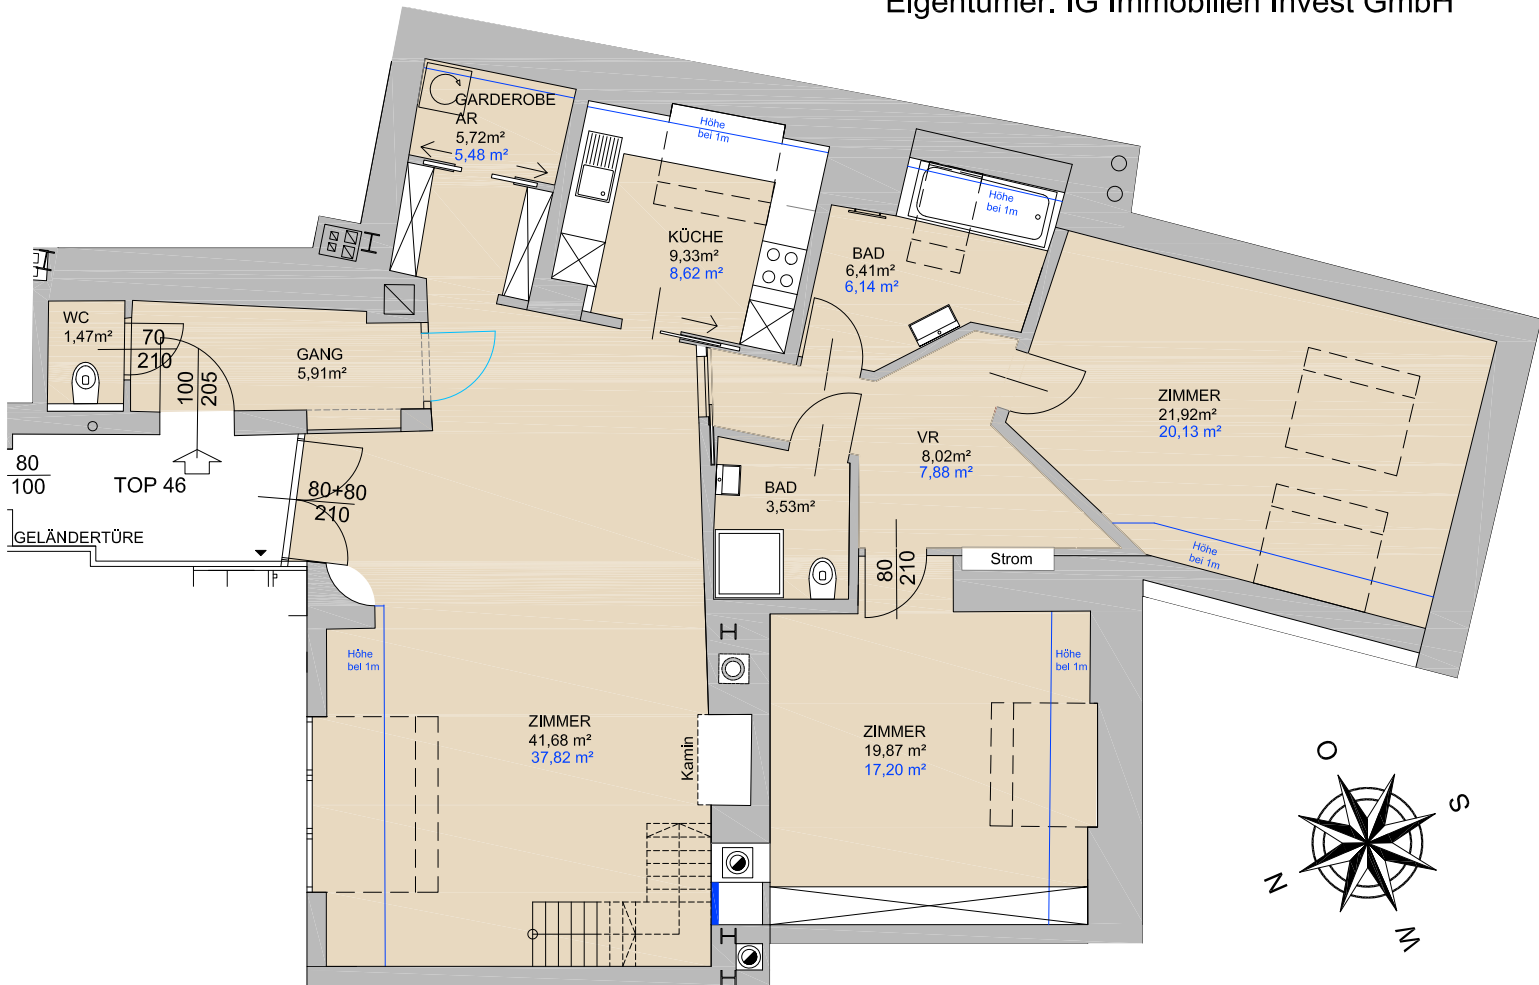 Eigentümer: IG Immobilien Invest GmbH
GARDEROBE
AR
5,72m²
5,48 m²
Höhe
bei 1m
KÜCHE
9,33m²
8,62 m²
BAD
6,41m²
6,14 m²
Höhe
bei 1m
WC
1,47m²
70
210
100
205
GANG
5,91m²
ZIMMER
21,92m²
20,13 m²
VR
8,02m²
7,88 m²
80
100
TOP 46
80+80
210
BAD
3,53m²
GELÄNDERTÜRE
80
210
Strom
Höhe
bei 1m
Höhe
bei 1m
Höhe
bei 1m
ZIMMER
41,68 m²
37,82 m²
Kamin
ZIMMER
19,87 m²
17,20 m²
O
S
N
W